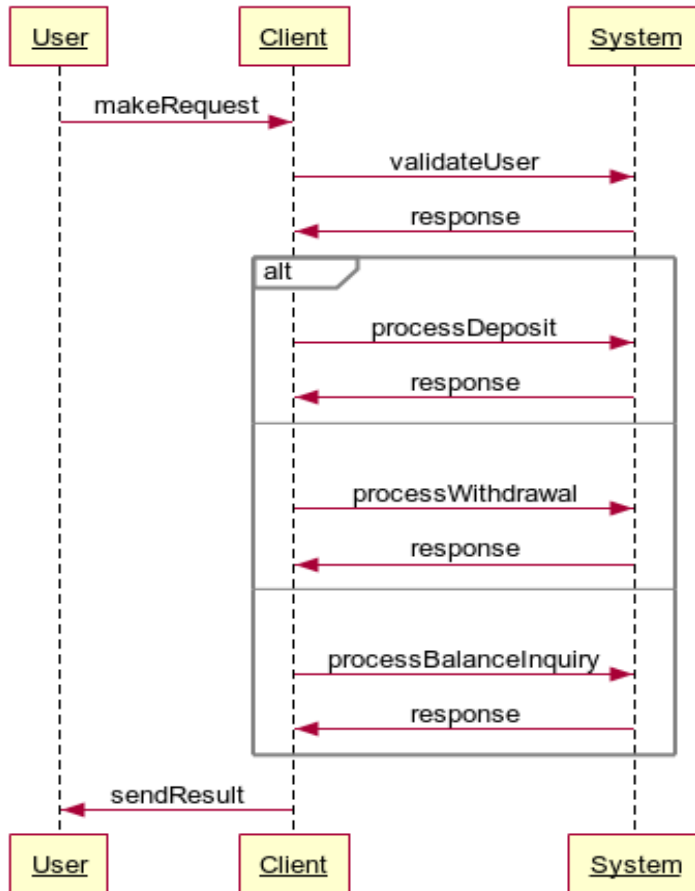 User Client System
makeRequest
validateUser
response
alt
processDeposit
response
processWithdrawal
response
processBalanceInquiry
response
sendResult
User Client System